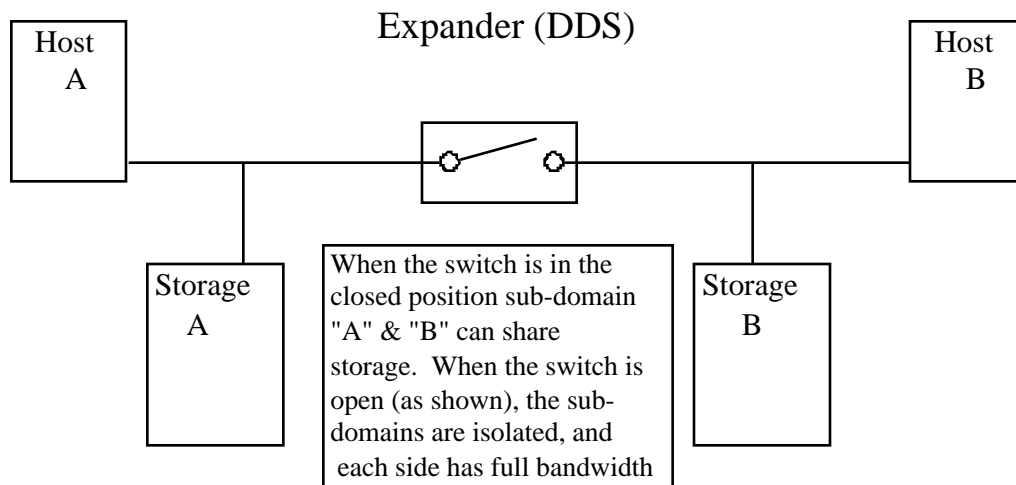 Expander (DDS)
Host
A
Host
B
Storage
A
When the switch is in the
closed position sub-domain
"A" & "B" can share
storage.  When the switch is
open (as shown), the sub-
domains are isolated, and
each side has full bandwidth
Storage
B